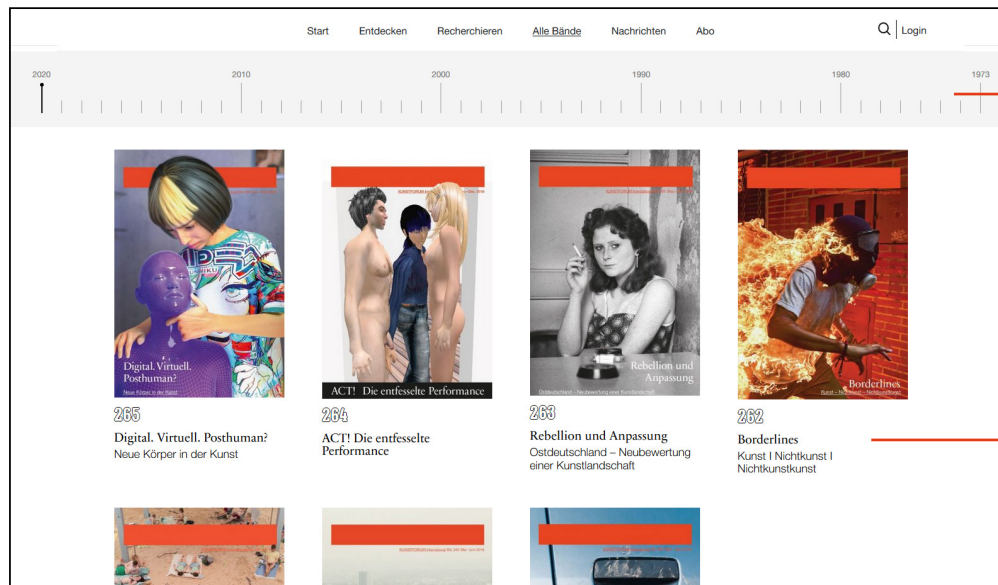 Start Entdecken Recherchieren Alle Bände Nachrichten Abo Login
2020 2010 2000 1990 1980 1973
Digital. Virtuell.
Posthuman?
Neue Körper in der Kunst
ACT! Die entfesselte Performance
Rebellion und
Anpassung
Ostdeutschland – Neubewertung einer Kunstlandschaft
Borderlines
Kunst – Nichtkunst – Nichtkunstkunst
265
Digital. Virtuell. Posthuman?
Neue Körper in der Kunst
264
ACT! Die entfesselte
Performance
263
Rebellion und Anpassung
Ostdeutschland – Neubewertung
einer Kunstlandschaft
262
Borderlines
Kunst I Nichtkunst I
Nichtkunstkunst